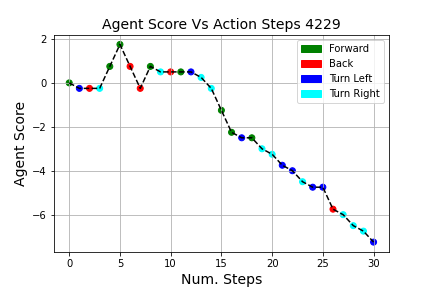 Agent Score Vs Action Steps 4229
Agent Score
2
0
−2
−4
−6
Forward
Back
Turn Left
Turn Right
0 5 10 15 20 25 30
Num. Steps